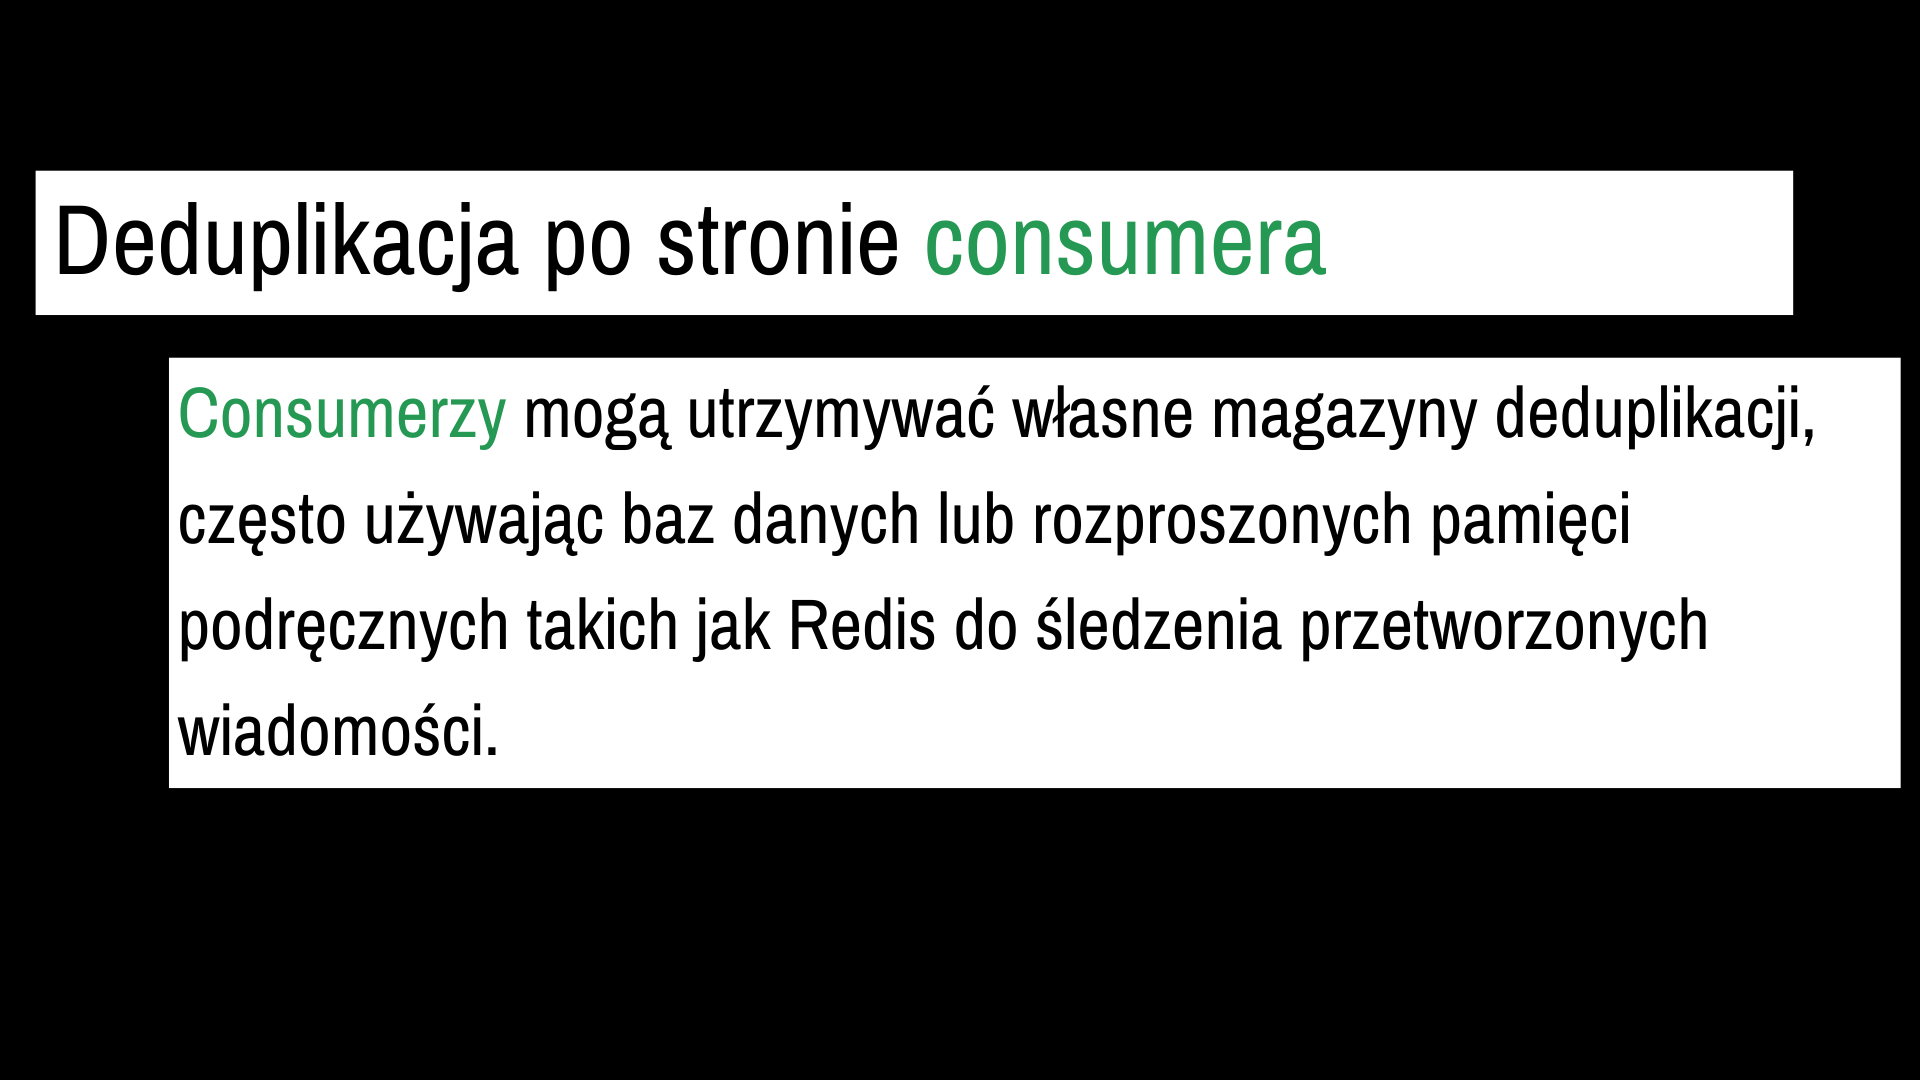 Deduplikacja po stronie consumera
Consumerzy mogą utrzymywać własne magazyny deduplikacji,
często używając baz danych lub rozproszonych pamięci
podręcznych takich jak Redis do śledzenia przetworzonych
wiadomości.